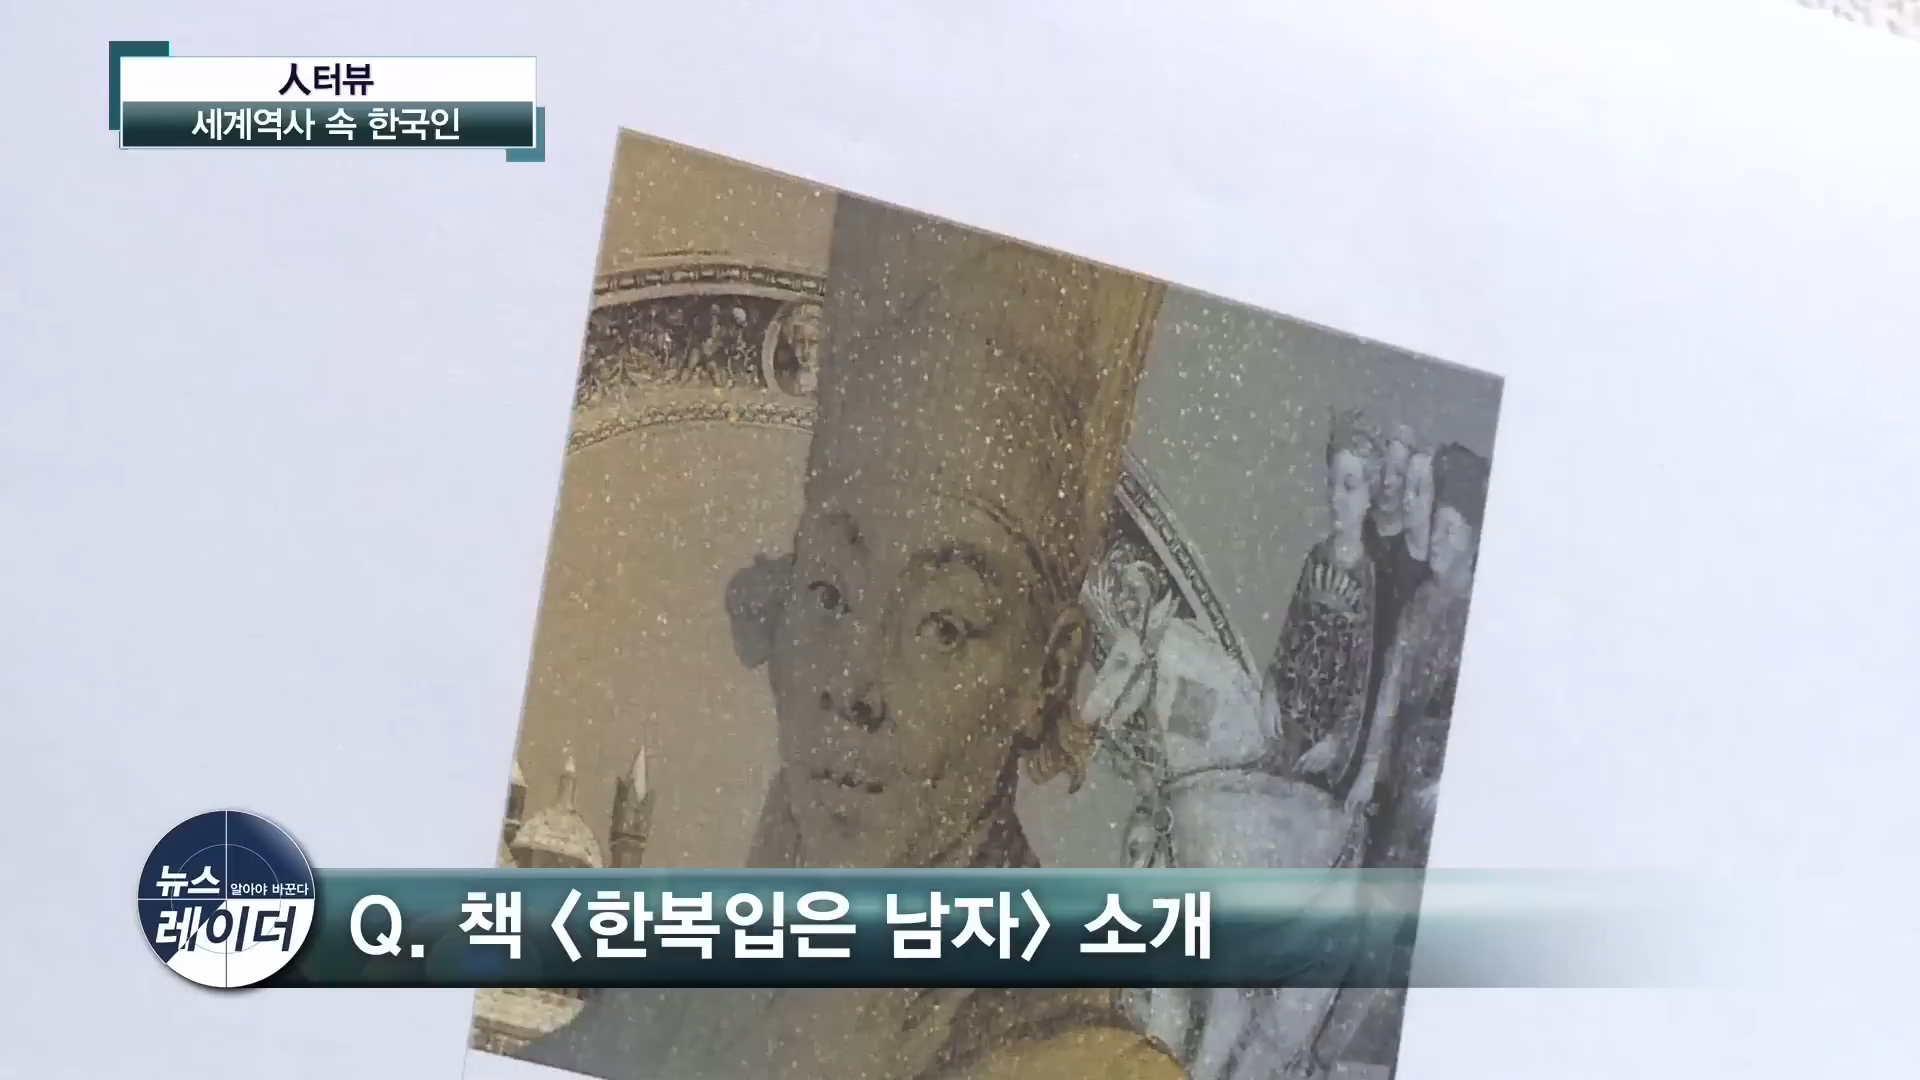 人터뷰
세계역사 속 한국인
뉴스 알아야 바꾼다
레이더
Q. 책 <한복입은 남자> 소개